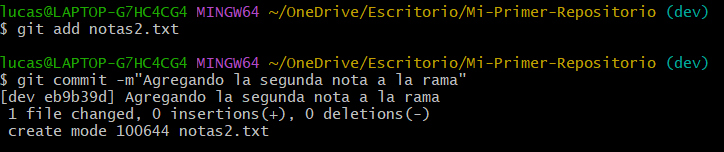 lucas@LAPTOP-G7HC4CG4 MINGW64 ~/OneDrive/Escritorio/Mi-Primer-Repositorio (dev)
$ git add notas2.txt
lucas@LAPTOP-G7HC4CG4 MINGW64 ~/OneDrive/Escritorio/Mi-Primer-Repositorio (dev)
$ git commit -m"Agregando la segunda nota a la rama"
[dev eb9b39d] Agregando la segunda nota a la rama
 1 file changed, 0 insertions(+), 0 deletions(-)
 create mode 100644 notas2.txt